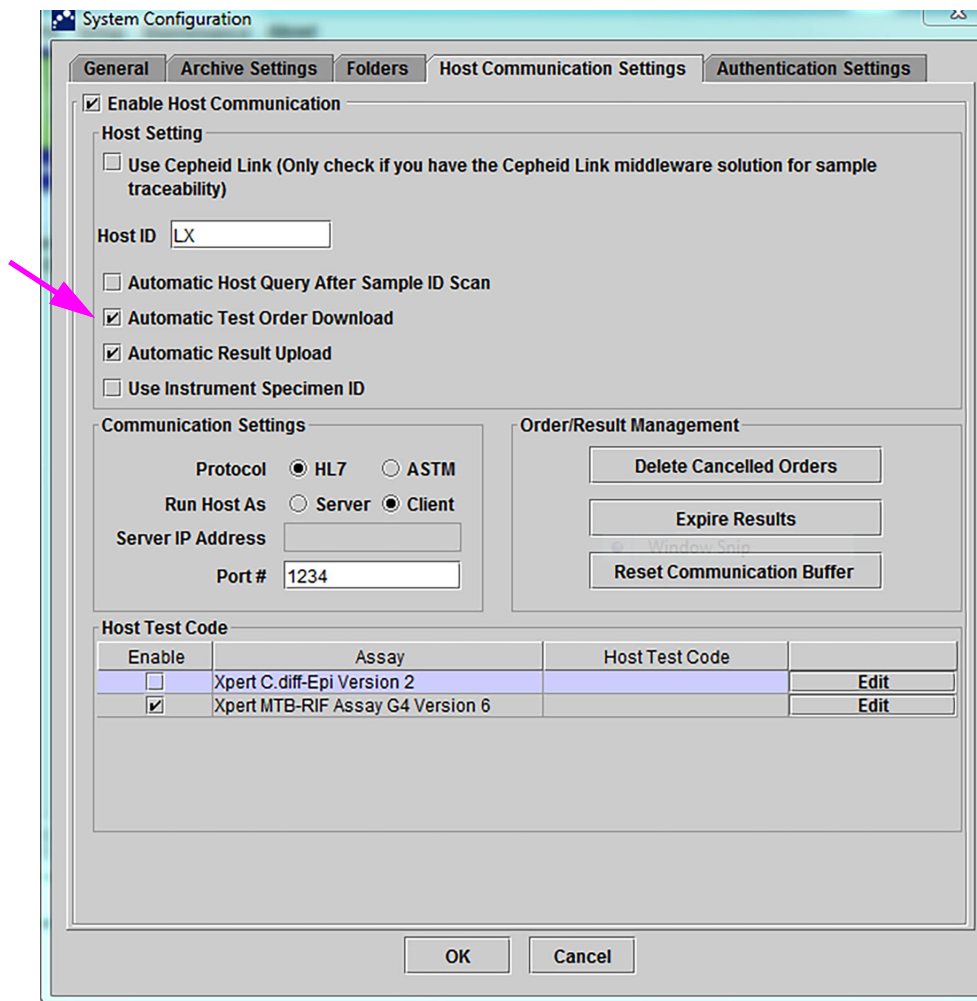 System Configuration
General Archive Settings Folders Host Communication Settings Authentication Settings
Enable Host Communication
Host Setting
Use Cepheid Link (Only check if you have the Cepheid Link middleware solution for sample
traceability)
Host ID LX
Automatic Host Query After Sample ID Scan
Automatic Test Order Download
Automatic Result Upload
Use Instrument Specimen ID
Communication Settings
Protocol HL7 ASTM
Run Host As Server Client
Server IP Address
Port # 1234
Order/Result Management
Delete Cancelled Orders
Expire Results
Window Snip
Reset Communication Buffer
Host Test Code
Enable Assay Host Test Code
Xpert C.diff-Epi Version 2 Edit
Xpert MTB-RIF Assay G4 Version 6 Edit
OK Cancel